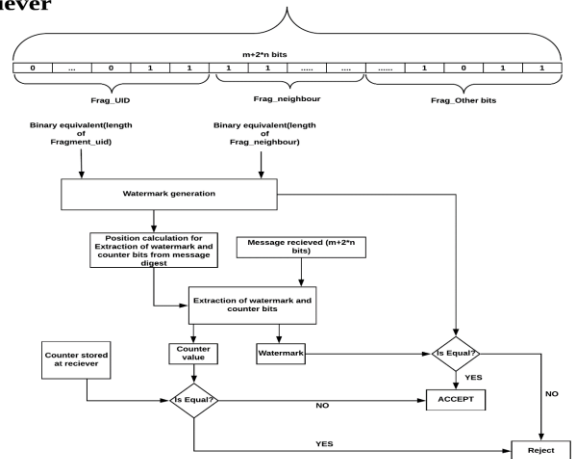 iever
m+2*n bits
0 ... 0 1 1 1 1 ..... .... ...... 1 0 1 1
Frag_UID
Frag_neighbour
Frag_Other bits
Binary equivalent(length
of
Fragment_uid)
Binary equivalent(length
of
Frag_neighbour)
Watermark generation
Position calculation for
Extraction of watermark and
counter bits from message
digest
Message recieved (m+2*n
bits)
Extraction of watermark and
counter bits
Counter stored
at reciever
Counter
value
Watermark
Is Equal?
YES
NO
Is Equal?
NO
ACCEPT
YES
Reject